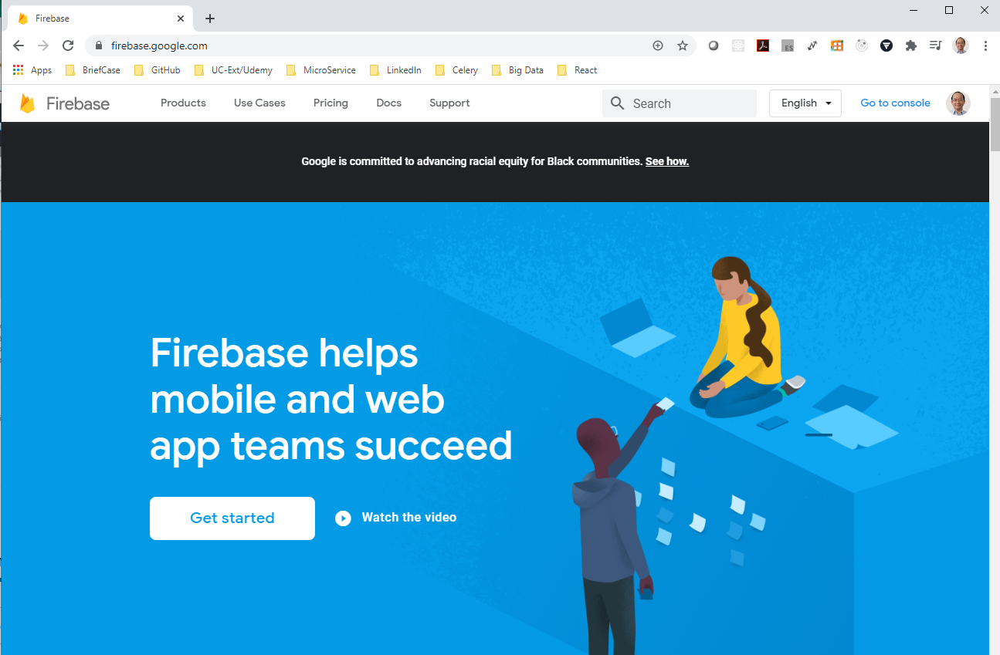 Firebase
firebase.google.com
ES
Apps BriefCase GitHub UC-Ext/Udemy MicroService LinkedIn Celery Big Data React
Firebase Products Use Cases Pricing Docs Support Search English Go to console
Google is committed to advancing racial equity for Black communities. See how.
Firebase helps
mobile and web
app teams succeed
Get started Watch the video